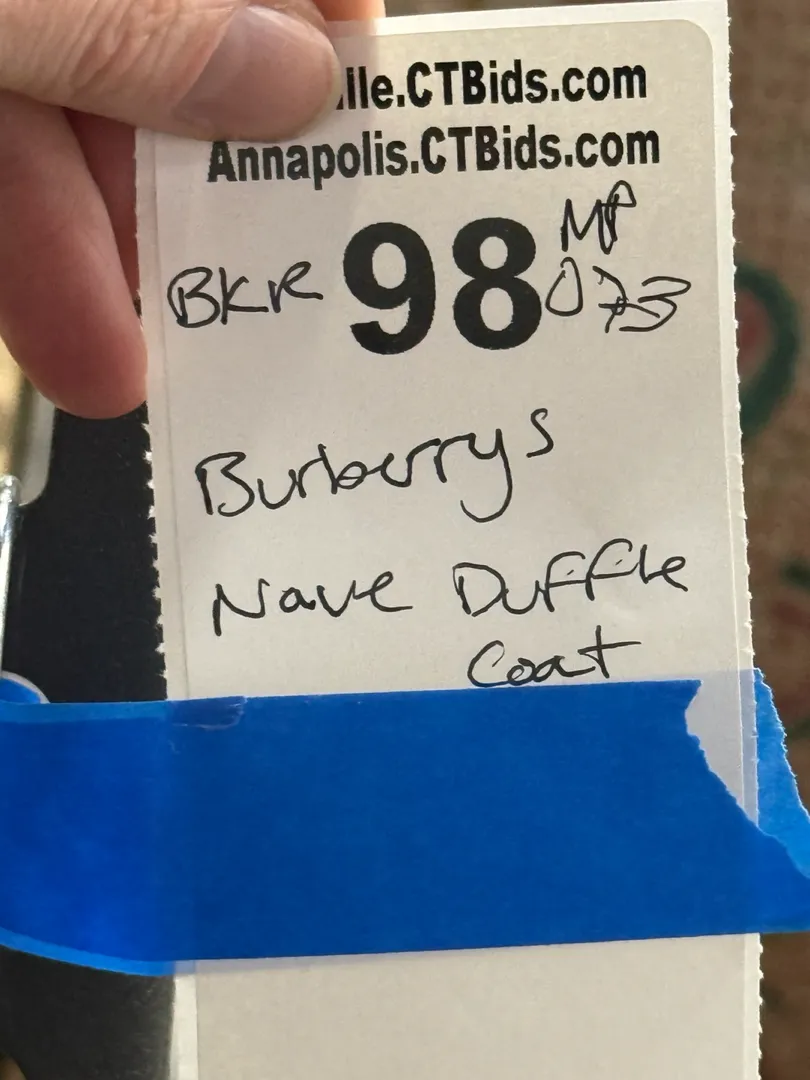 lle.CTBids.com
Annapolis.CTBids.com
BKR 98 MP
073
Burberrys
Nave Duffle
Coat